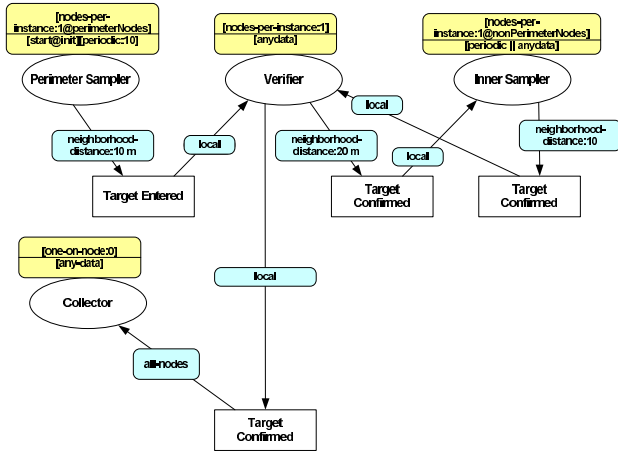 [nodes-per-
instance:1@perimeterNodes]
[start@init][periodic:10]
Perimeter Sampler
[nodes-per-instance:1]
[anydata]
Verifier
[nodes-per-
instance:1@nonPerimeterNodes]
[periodic || anydata]
Inner Sampler
neighborhood-
distance:10 m
local
neighborhood-
distance:20 m
local
local
neighborhood-
distance:10
Target Entered
Target
Confirmed
Target
Confirmed
[one-on-node:0]
[any-data]
Collector
local
all-nodes
Target
Confirmed